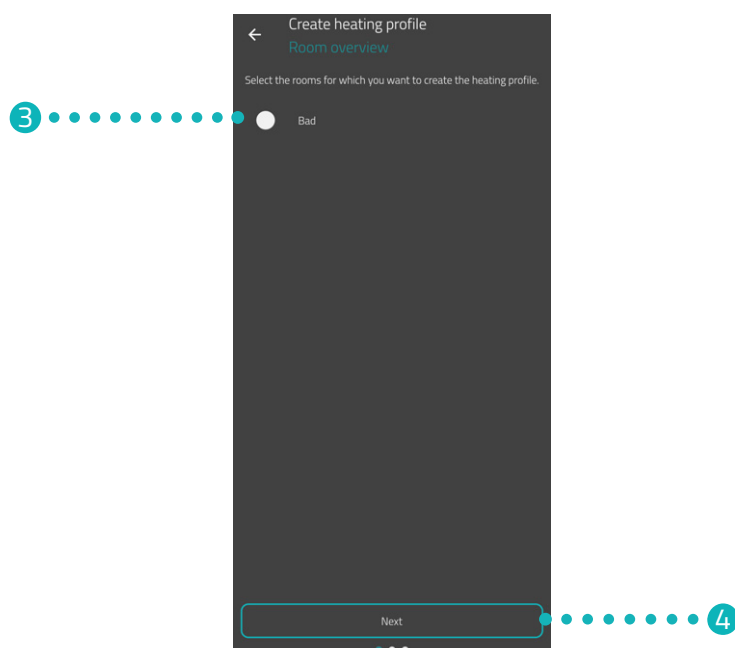 Create heating profile
Room overview
Select the rooms for which you want to create the heating profile.
3
Bad
Next
4